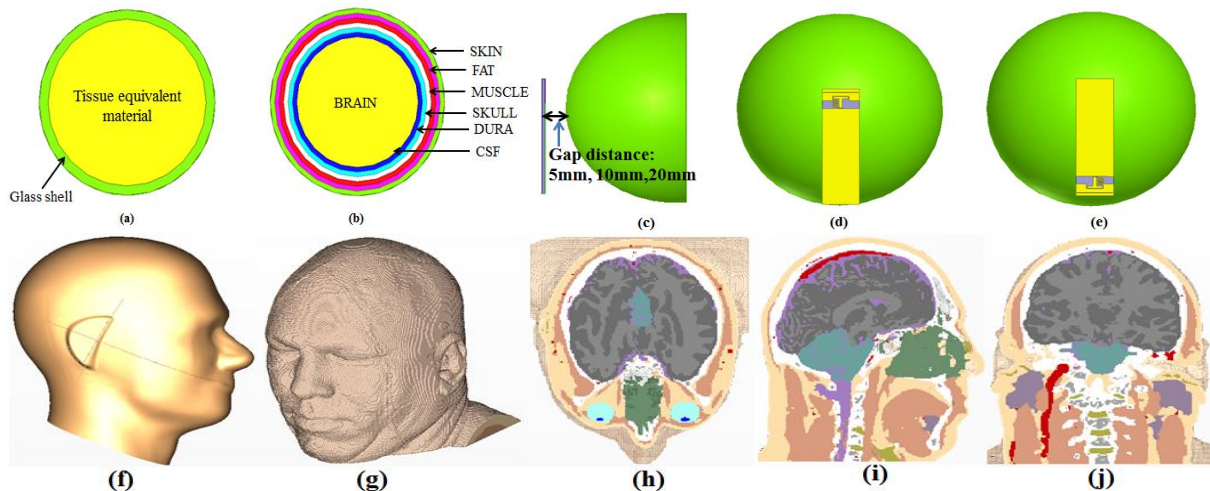 Tissue equivalent
material
Glass shell
(a)
BRAIN
SKIN
FAT
MUSCLE
SKULL
DURA
CSF
(b)
Gap distance:
5mm, 10mm,20mm
(c)
(d)
(e)
(f)
(g)
(h)
(i)
(j)